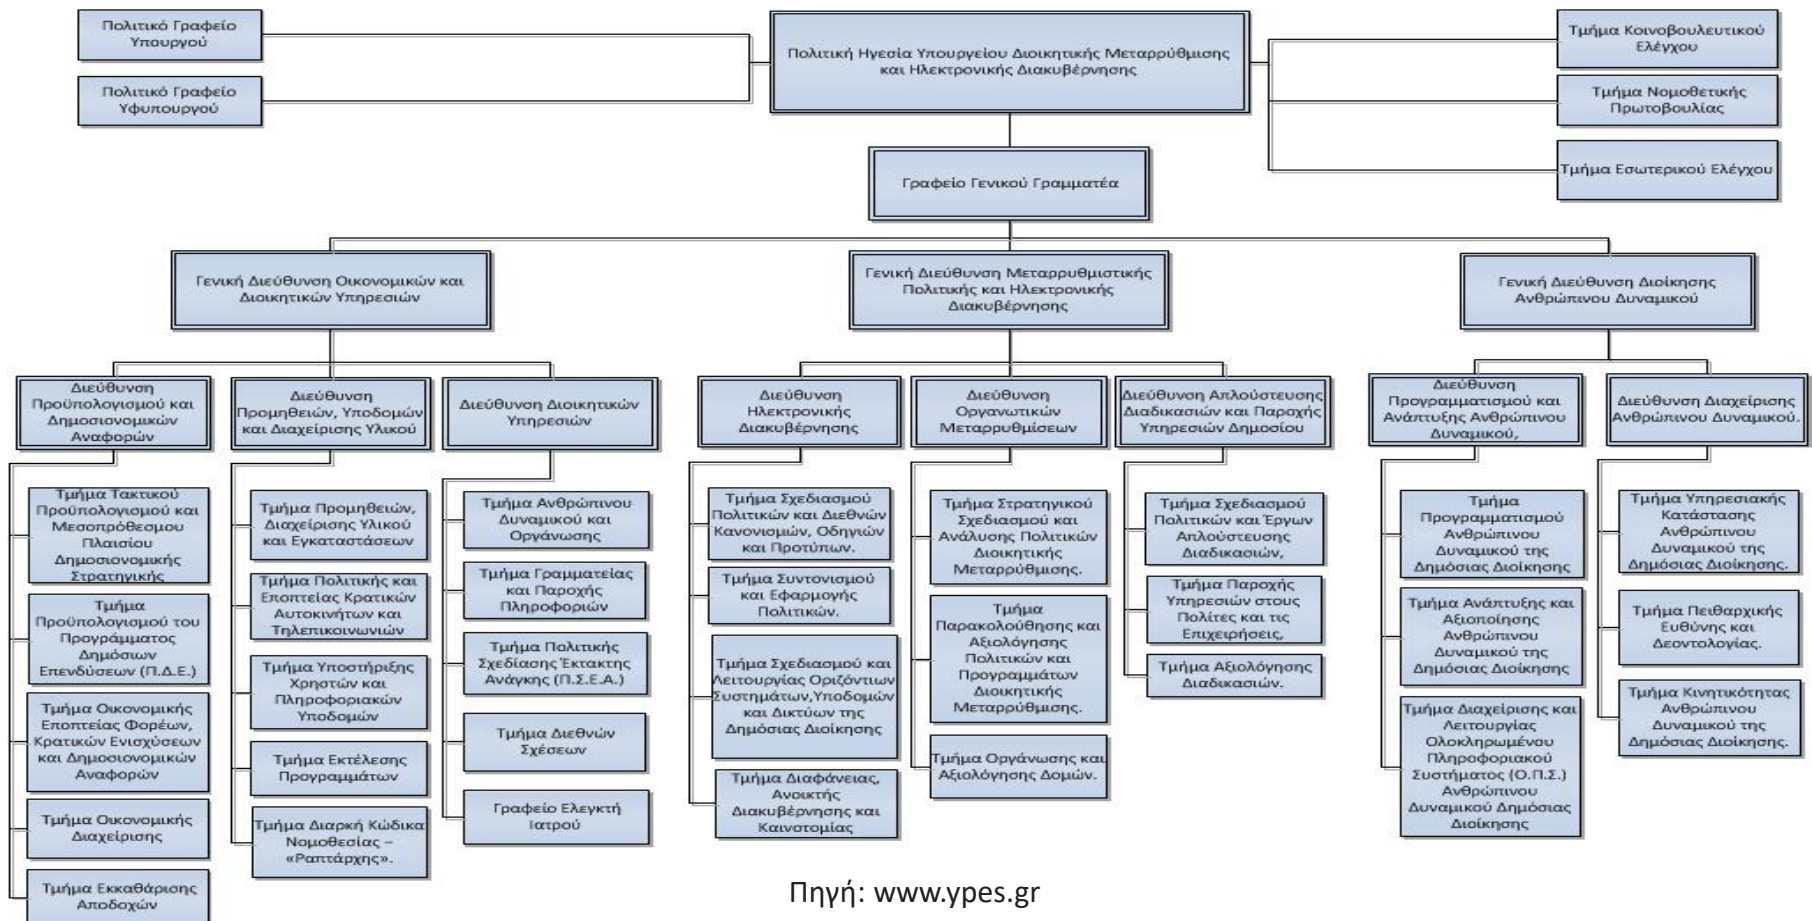 Πολιτικό Γραφείο
Υπουργού
Πολιτικό Γραφείο
Υφυπουργού
Πολιτική Ηγεσία Υπουργείου Διοικητικής Μεταρρύθμισης
και Ηλεκτρονικής Διακυβέρνησης
Τμήμα Κοινοβουλευτικού
Ελέγχου
Τμήμα Νομοθετικής
Πρωτοβουλίας
Τμήμα Εσωτερικού Ελέγχου
Γραφείο Γενικού Γραμματέα
Γενική Διεύθυνση Οικονομικών και
Διοικητικών Υπηρεσιών
Γενική Διεύθυνση Μεταρρυθμιστικής
Πολιτικής και Ηλεκτρονικής
Διακυβέρνησης
Γενική Διεύθυνση Διοίκησης
Ανθρώπινου Δυναμικού
Διεύθυνση
Προϋπολογισμού και
Δημοσιονομικών
Αναφορών
Διεύθυνση
Προμηθειών, Υποδομών
και Διαχείρισης Υλικού
Διεύθυνση Διοικητικών
Υπηρεσιών
Διεύθυνση
Ηλεκτρονικής
Διακυβέρνησης
Διεύθυνση
Οργανωτικών
Μεταρρυθμίσεων
Διεύθυνση Απλούστευσης
Διαδικασιών και Παροχής
Υπηρεσιών Δημοσίου
Διεύθυνση
Προγραμματισμού και
Ανάπτυξης Ανθρώπινου
Δυναμικού,
Διεύθυνση Διαχείρισης
Ανθρώπινου Δυναμικού.
Τμήμα Τακτικού
Προϋπολογισμού και
Μεσοπρόθεσμου
Πλαισίου
Δημοσιονομικής
Στρατηγικής
Τμήμα
Προϋπολογισμού του
Προγράμματος
Δημόσιων
Επενδύσεων (Π.Δ.Ε.)
Τμήμα Οικονομικής
Εποπτείας Φορέων,
Κρατικών Ενισχύσεων
και Δημοσιονομικών
Αναφορών
Τμήμα Οικονομικής
Διαχείρισης
Τμήμα Εκκαθάρισης
Αποδοχών
Τμήμα Προμηθειών,
Διαχείρισης Υλικού
και Εγκαταστάσεων
Τμήμα Πολιτικής και
Εποπτείας Κρατικών
Αυτοκινήτων και
Τηλεπικοινωνιών
Τμήμα Υποστήριξης
Χρηστών και
Πληροφοριακών
Υποδομών
Τμήμα Εκτέλεσης
Προγραμμάτων
Τμήμα Διαρκή Κώδικα
Νομοθεσίας –
«Ραπτάρχης».
Τμήμα Ανθρώπινου
Δυναμικού και
Οργάνωσης
Τμήμα Γραμματείας
και Παροχής
Πληροφοριών
Τμήμα Πολιτικής
Σχεδίασης Έκτακτης
Ανάγκης (Π.Σ.Ε.Α.)
Τμήμα Διεθνών
Σχέσεων
Γραφείο Ελεγκτή
Ιατρού
Τμήμα Σχεδιασμού
Πολιτικών και Διεθνών
Κανονισμών, Οδηγιών
και Προτύπων.
Τμήμα Συντονισμού
και Εφαρμογής
Πολιτικών.
Τμήμα Σχεδιασμού και
Λειτουργίας Οριζόντιων
Συστημάτων,Υποδομών
και Δικτύων της
Δημόσιας Διοίκησης
Τμήμα Διαφάνειας,
Ανοικτής
Διακυβέρνησης και
Καινοτομίας
Τμήμα Στρατηγικού
Σχεδιασμού και
Ανάλυσης Πολιτικών
Διοικητικής
Μεταρρύθμισης.
Τμήμα
Παρακολούθησης και
Αξιολόγησης
Πολιτικών και
Προγραμμάτων
Διοικητικής
Μεταρρύθμισης.
Τμήμα Οργάνωσης και
Αξιολόγησης Δομών.
Τμήμα Σχεδιασμού
Πολιτικών και Έργων
Απλούστευσης
Διαδικασιών,
Τμήμα Παροχής
Υπηρεσιών στους
Πολίτες και τις
Επιχειρήσεις,
Τμήμα Αξιολόγησης
Διαδικασιών.
Τμήμα
Προγραμματισμού
Ανθρώπινου
Δυναμικού της
Δημόσιας Διοίκησης
Τμήμα Ανάπτυξης και
Αξιοποίησης
Ανθρώπινου
Δυναμικού της
Δημόσιας Διοίκησης
Τμήμα Διαχείρισης και
Λειτουργίας
Ολοκληρωμένου
Πληροφοριακού
Συστήματος (Ο.Π.Σ.)
Ανθρώπινου
Δυναμικού Δημόσιας
Διοίκησης
Τμήμα Υπηρεσιακής
Κατάστασης
Ανθρώπινου
Δυναμικού της
Δημόσιας Διοίκησης.
Τμήμα Πειθαρχικής
Ευθύνης και
Δεοντολογίας.
Τμήμα Κινητικότητας
Ανθρώπινου
Δυναμικού της
Δημόσιας Διοίκησης.
Πηγή: www.ypes.gr